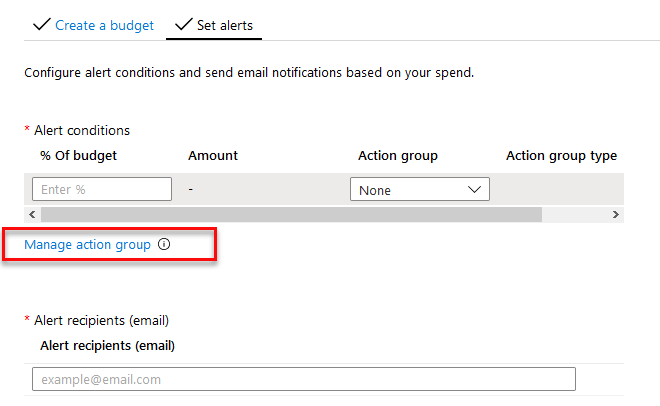 Create a budget Set alerts
Configure alert conditions and send email notifications based on your spend.
* Alert conditions
% Of budget Amount Action group Action group type
Enter % - None
Manage action group
* Alert recipients (email)
Alert recipients (email)
example@email.com